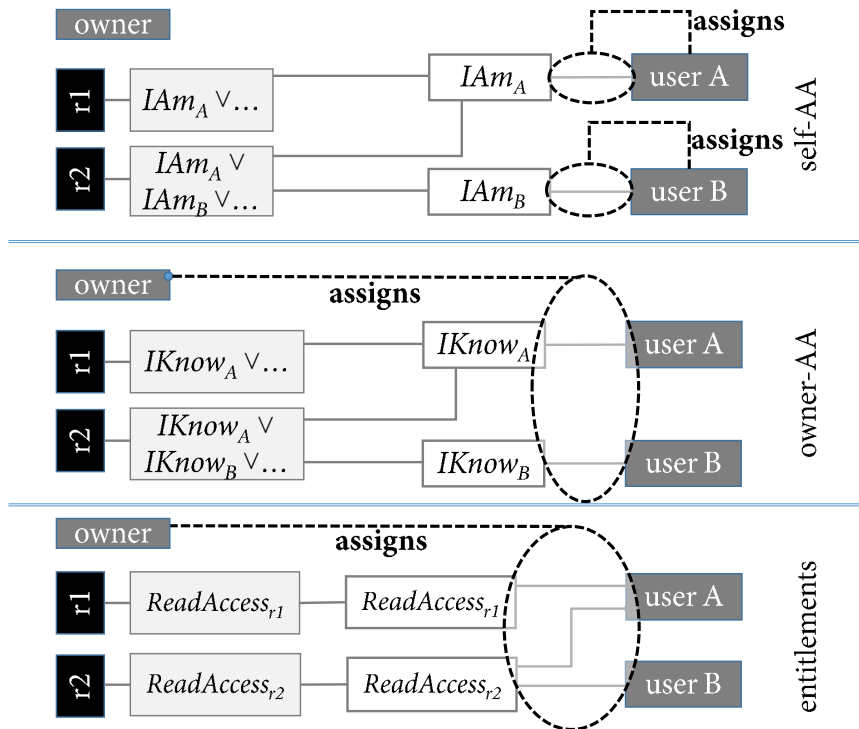 owner
assigns
r1
IAm_A ∨...
IAm_A
user A
self-AA
assigns
r2
IAm_A ∨
IAm_B ∨...
IAm_B
user B
owner
assigns
r1
IKnow_A ∨...
IKnow_A
user A
owner-AA
r2
IKnow_A ∨
IKnow_B ∨...
IKnow_B
user B
owner
assigns
r1
ReadAccess_r1
ReadAccess_r1
user A
entitlements
r2
ReadAccess_r2
ReadAccess_r2
user B